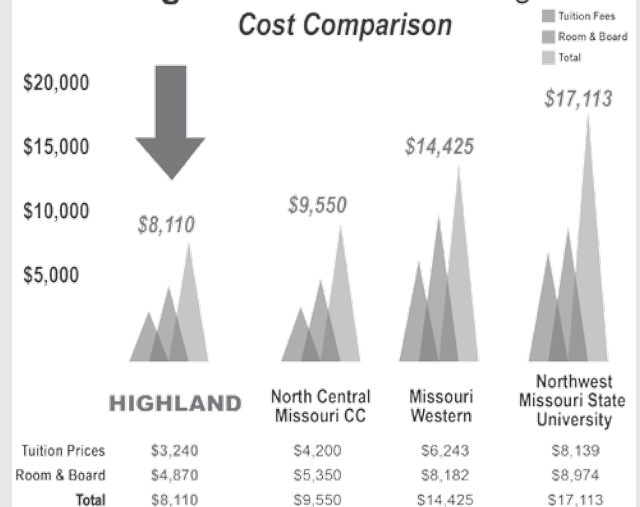 Cost Comparison
Tuition Fees
Room & Board
Total
$20,000
$15,000
$10,000
$5,000
$8,110
$9,550
$14,425
$17,113
HIGHLAND
North Central
Missouri CC
Missouri
Western
Northwest
Missouri State
University
Tuition Prices $3,240 $4,200 $6,243 $8,139
Room & Board $4,870 $5,350 $8,182 $8,974
Total $8,110 $9,550 $14,425 $17,113